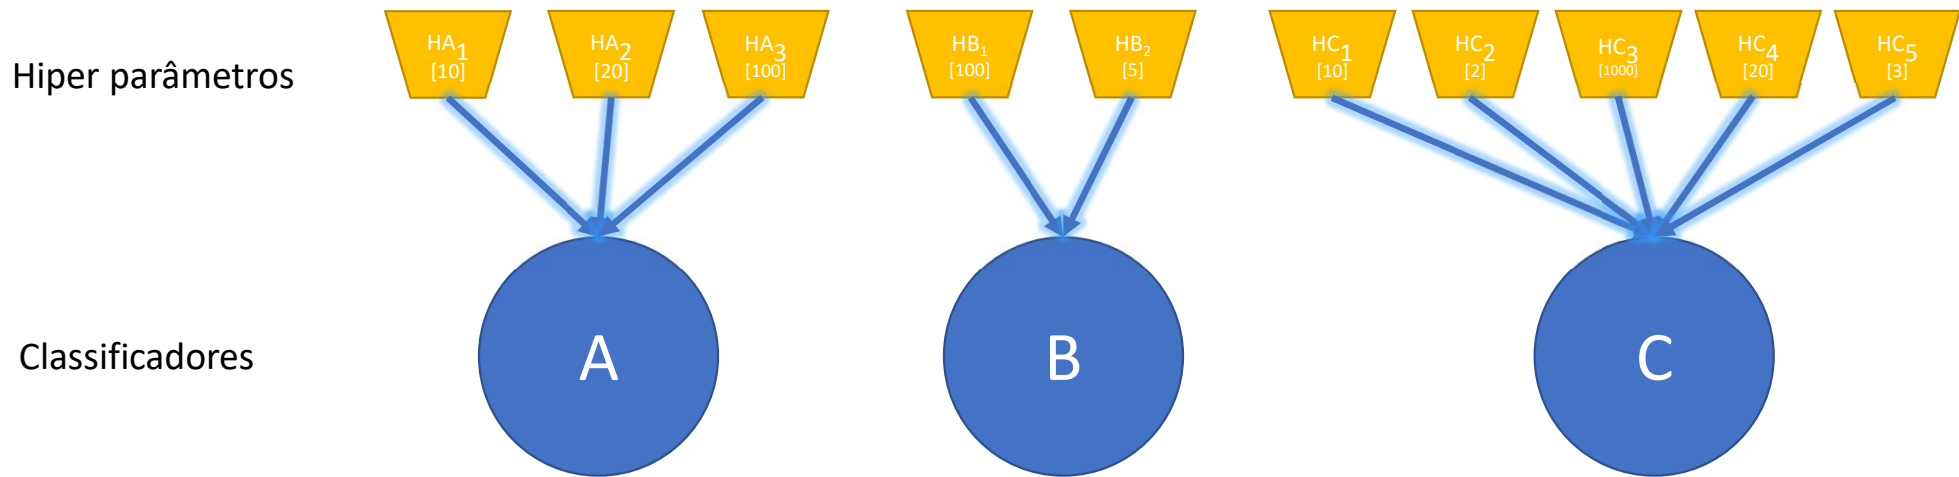 Hiper parâmetros
HA1
[10]
HA2
[20]
HA3
[100]
HB1
[100]
HB2
[5]
HC1
[10]
HC2
[2]
HC3
[1000]
HC4
[20]
HC5
[3]
Classificadores
A
B
C